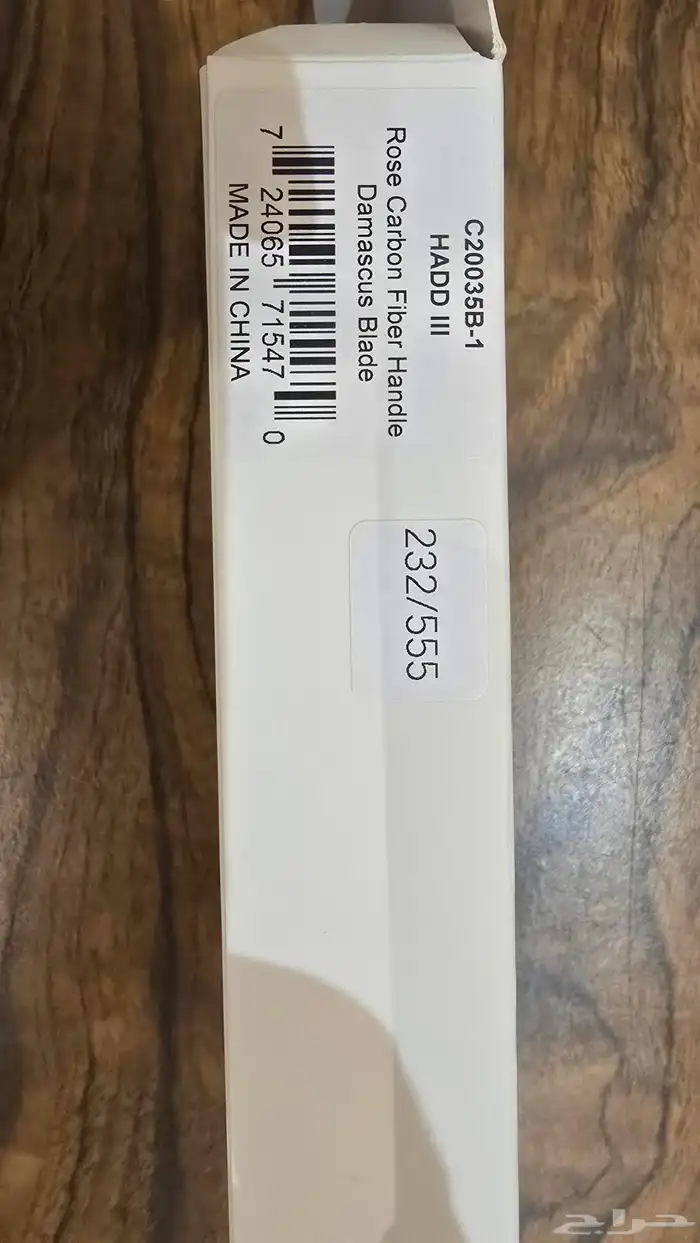 C20035B-1
HADD III
Rose Carbon Fiber Handle
Damascus Blade
7 24065 71547 0
MADE IN CHINA
232/555
حراج